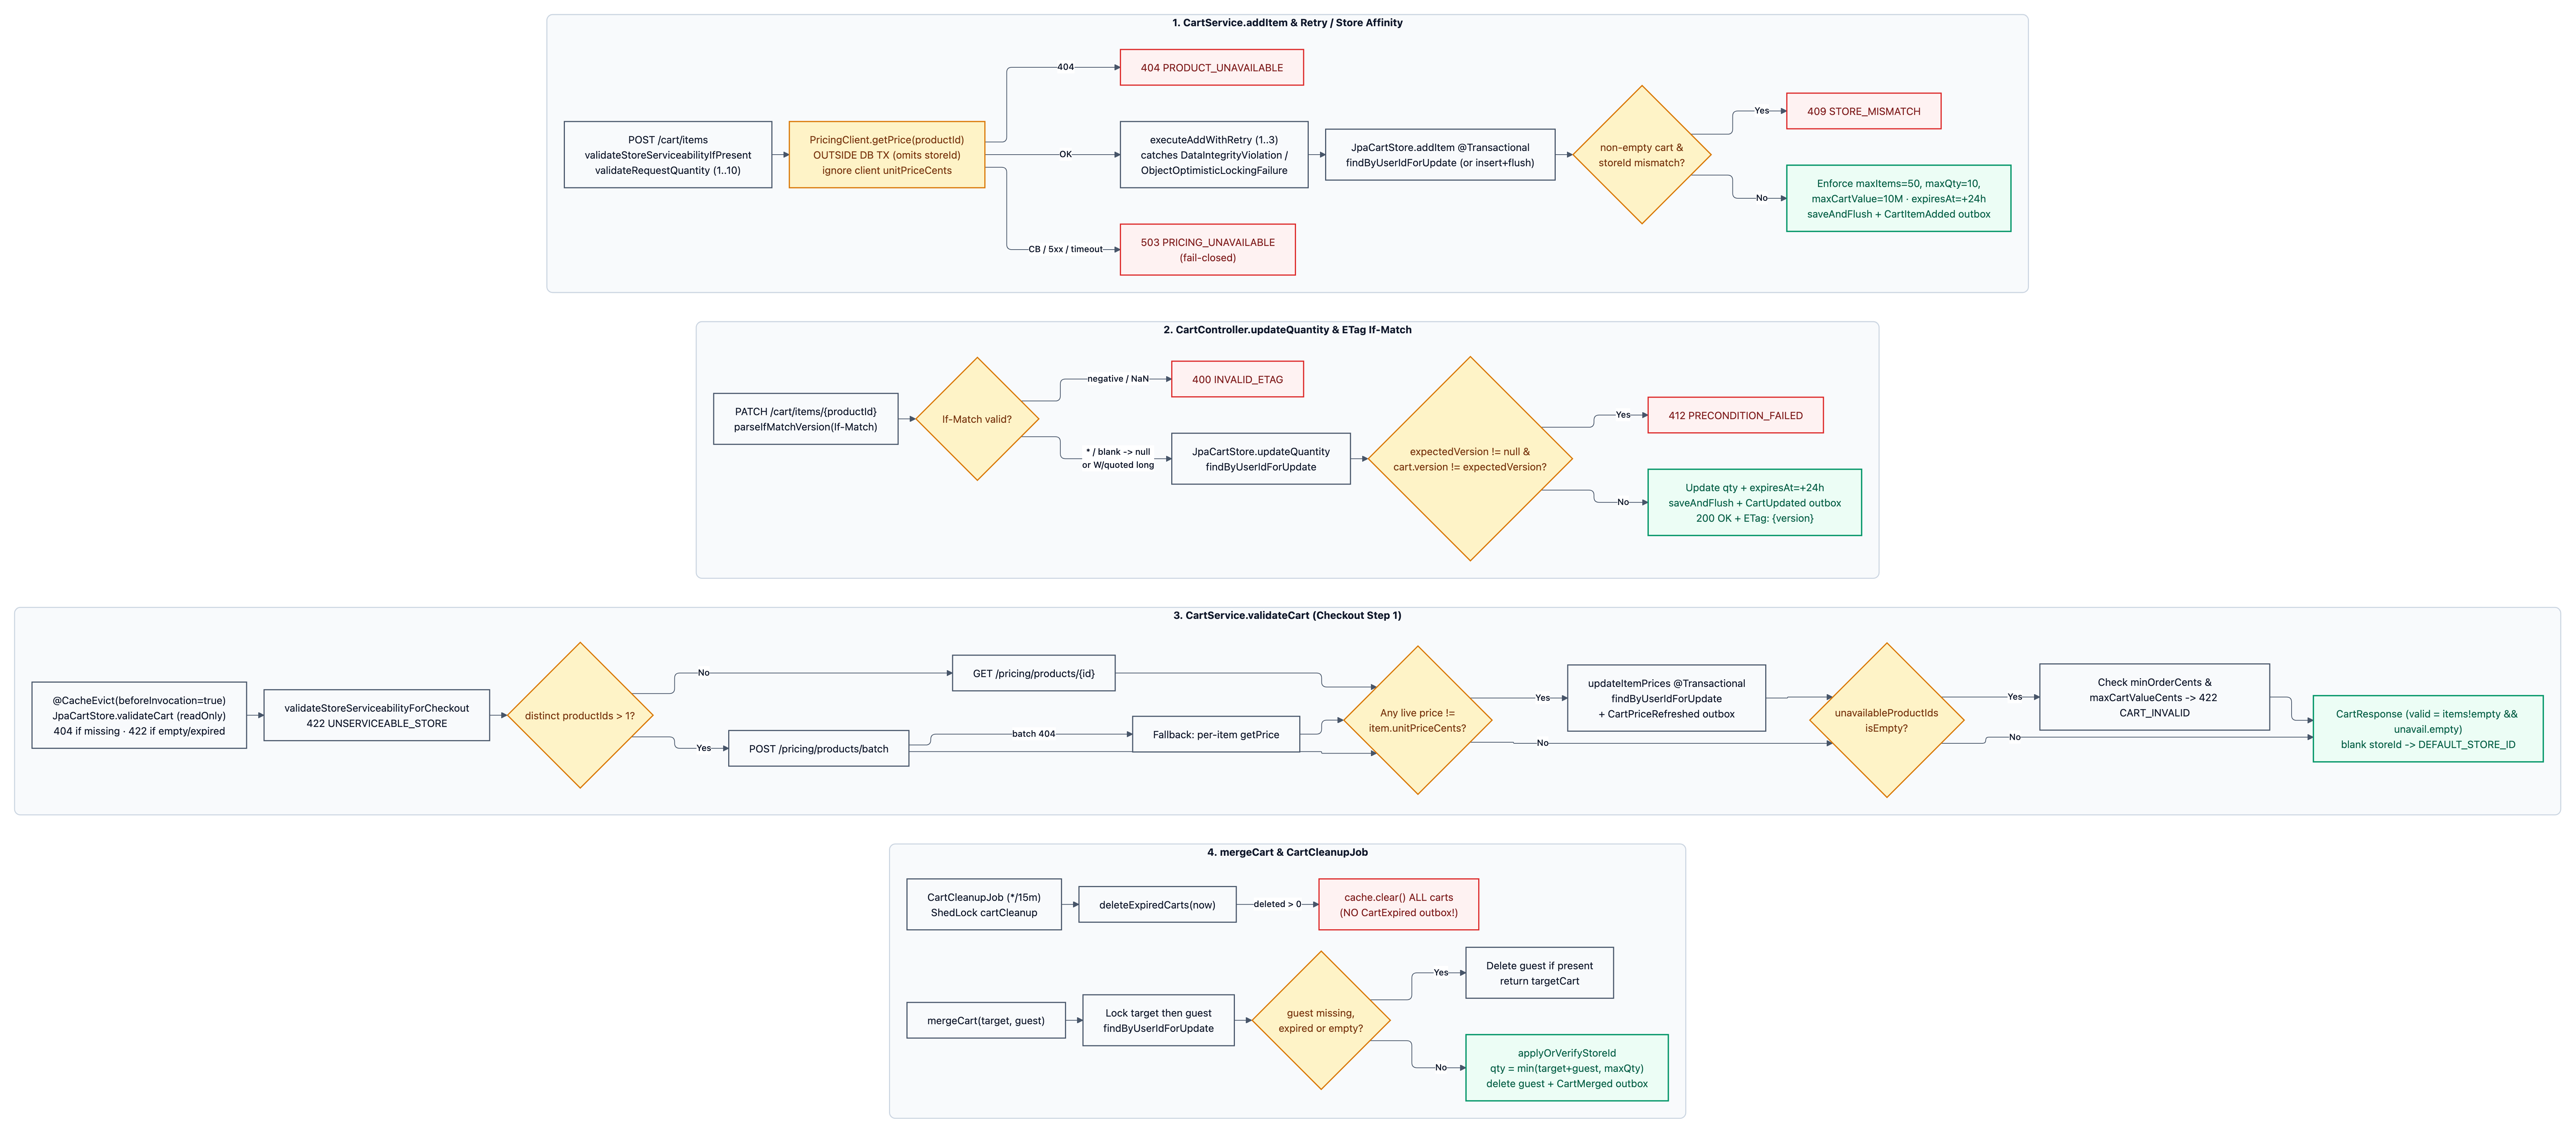 1. CartService.addItem & Retry / Store Affinity
POST /cart/items
validateStoreServiceabilityIfPresent
validateRequestQuantity (1..10)
PricingClient.getPrice(productId)
OUTSIDE DB TX (omits storeId)
ignore client unitPriceCents
404
404 PRODUCT_UNAVAILABLE
OK
executeAddWithRetry (1..3)
catches DataIntegrityViolation /
ObjectOptimisticLockingFailure
CB / 5xx / timeout
503 PRICING_UNAVAILABLE
(fail-closed)
JpaCartStore.addItem @Transactional
findByUserIdForUpdate (or insert+flush)
non-empty cart &
storeId mismatch?
Yes
409 STORE_MISMATCH
No
Enforce maxItems=50, maxQty=10,
maxCartValue=10M · expiresAt=+24h
saveAndFlush + CartItemAdded outbox
2. CartController.updateQuantity & ETag If-Match
PATCH /cart/items/{productId}
parseIfMatchVersion(If-Match)
If-Match valid?
negative / NaN
400 INVALID_ETAG
* / blank -> null
or W/quoted long
JpaCartStore.updateQuantity
findByUserIdForUpdate
expectedVersion != null &
cart.version != expectedVersion?
Yes
412 PRECONDITION_FAILED
No
Update qty + expiresAt=+24h
saveAndFlush + CartUpdated outbox
200 OK + ETag: {version}
3. CartService.validateCart (Checkout Step 1)
@CacheEvict(beforeInvocation=true)
JpaCartStore.validateCart (readOnly)
404 if missing · 422 if empty/expired
validateStoreServiceabilityForCheckout
422 UNSERVICEABLE_STORE
distinct productIds > 1?
No
GET /pricing/products/{id}
Yes
POST /pricing/products/batch
batch 404
Fallback: per-item getPrice
Any live price !=
item.unitPriceCents?
Yes
updateItemPrices @Transactional
findByUserIdForUpdate
+ CartPriceRefreshed outbox
No
unavailableProductIds
isEmpty?
Yes
Check minOrderCents &
maxCartValueCents -> 422
CART_INVALID
No
CartResponse (valid = items!empty &&
unavail.empty)
blank storeId -> DEFAULT_STORE_ID
4. mergeCart & CartCleanupJob
CartCleanupJob (*/15m)
ShedLock cartCleanup
deleteExpiredCarts(now)
deleted > 0
cache.clear() ALL carts
(NO CartExpired outbox!)
mergeCart(target, guest)
Lock target then guest
findByUserIdForUpdate
guest missing,
expired or empty?
Yes
Delete guest if present
return targetCart
No
applyOrVerifyStoreId
qty = min(target+guest, maxQty)
delete guest + CartMerged outbox